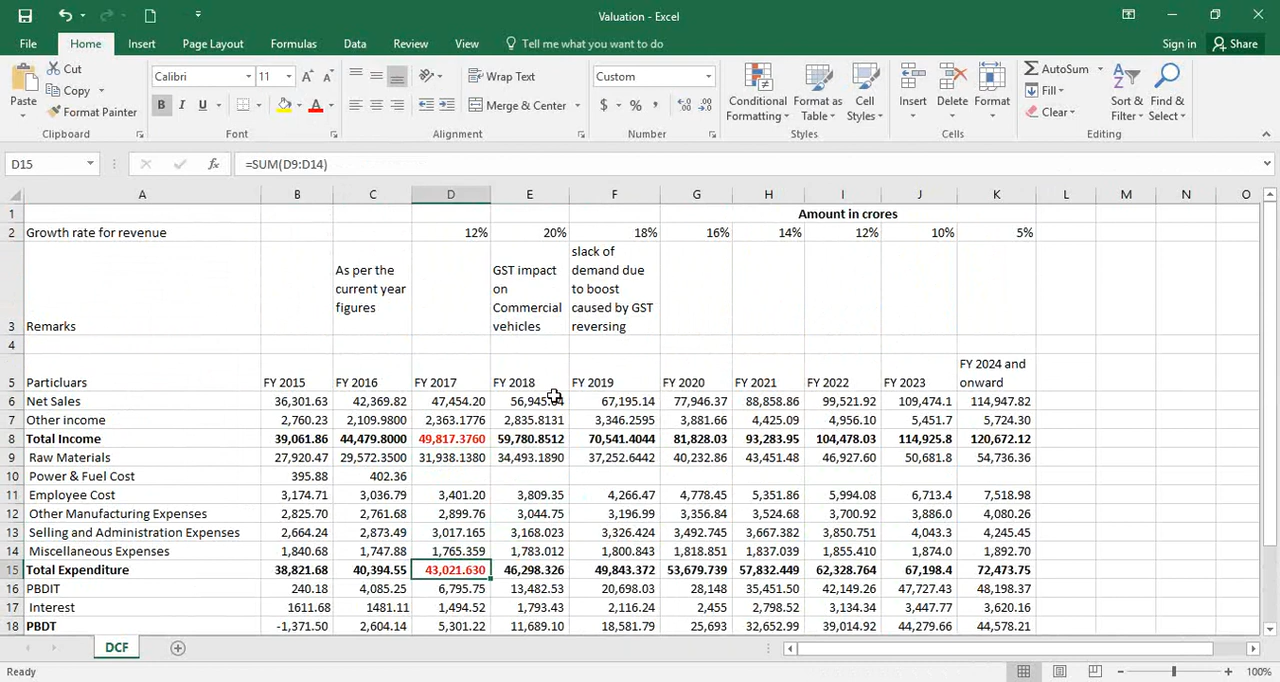 Valuation - Excel
File Home Insert Page Layout Formulas Data Review View Tell me what you want to do Sign in Share
Cut
Copy
Format Painter
Paste
Clipboard
Calibri 11
B I U
Font
Wrap Text
Merge & Center
Alignment
Custom
$ % ,
Number
Conditional Formatting
Format as Table
Cell Styles
Styles
Insert Delete Format
Cells
AutoSum
Fill
Clear
Sort & Filter
Find & Select
Editing
D15 fx =SUM(D9:D14)
A B C D E F G H I J K L M N O
1 Amount in crores
2 Growth rate for revenue 12% 20% 18% 16% 14% 12% 10% 5%
3 Remarks
As per the
current year
figures
GST impact
on
Commercial
vehicles
slack of
demand due
to boost
caused by GST
reversing
4
5 Particluars FY 2015 FY 2016 FY 2017 FY 2018 FY 2019 FY 2020 FY 2021 FY 2022 FY 2023 FY 2024 and onward
6 Net Sales 36,301.63 42,369.82 47,454.20 67,195.14 77,946.37 88,858.86 99,521.92 109,474.1 114,947.82
7 Other income 2,760.23 2,109.9800 2,363.1776 2,835.8131 3,346.2595 3,881.66 4,425.09 4,956.10 5,451.7 5,724.30
8 Total Income 39,061.86 44,479.8000 49,817.3760 59,780.8512 70,541.4044 81,828.03 93,283.95 104,478.03 114,925.8 120,672.12
9 Raw Materials 27,920.47 29,572.3500 31,938.1380 34,493.1890 37,252.6442 40,232.86 43,451.48 46,927.60 50,681.8 54,736.36
10 Power & Fuel Cost 395.88 402.36
11 Employee Cost 3,174.71 3,036.79 3,401.20 3,809.35 4,266.47 4,778.45 5,351.86 5,994.08 6,713.4 7,518.98
12 Other Manufacturing Expenses 2,825.70 2,761.68 2,899.76 3,044.75 3,196.99 3,356.84 3,524.68 3,700.92 3,886.0 4,080.26
13 Selling and Administration Expenses 2,664.24 2,873.49 3,017.165 3,168.023 3,326.424 3,492.745 3,667.382 3,850.751 4,043.3 4,245.45
14 Miscellaneous Expenses 1,840.68 1,747.88 1,765.359 1,783.012 1,800.843 1,818.851 1,837.039 1,855.410 1,874.0 1,892.70
15 Total Expenditure 38,821.68 40,394.55 43,021.630 46,298.326 49,843.372 53,679.739 57,832.449 62,328.764 67,198.4 72,473.75
16 PBDIT 240.18 4,085.25 6,795.75 13,482.53 20,698.03 28,148 35,451.50 42,149.26 47,727.43 48,198.37
17 Interest 1611.68 1481.11 1,494.52 1,793.43 2,116.24 2,455 2,798.52 3,134.34 3,447.77 3,620.16
18 PBDT -1,371.50 2,604.14 5,301.22 11,689.10 18,581.79 25,693 32,652.99 39,014.92 44,279.66 44,578.21
DCF
Ready 100%